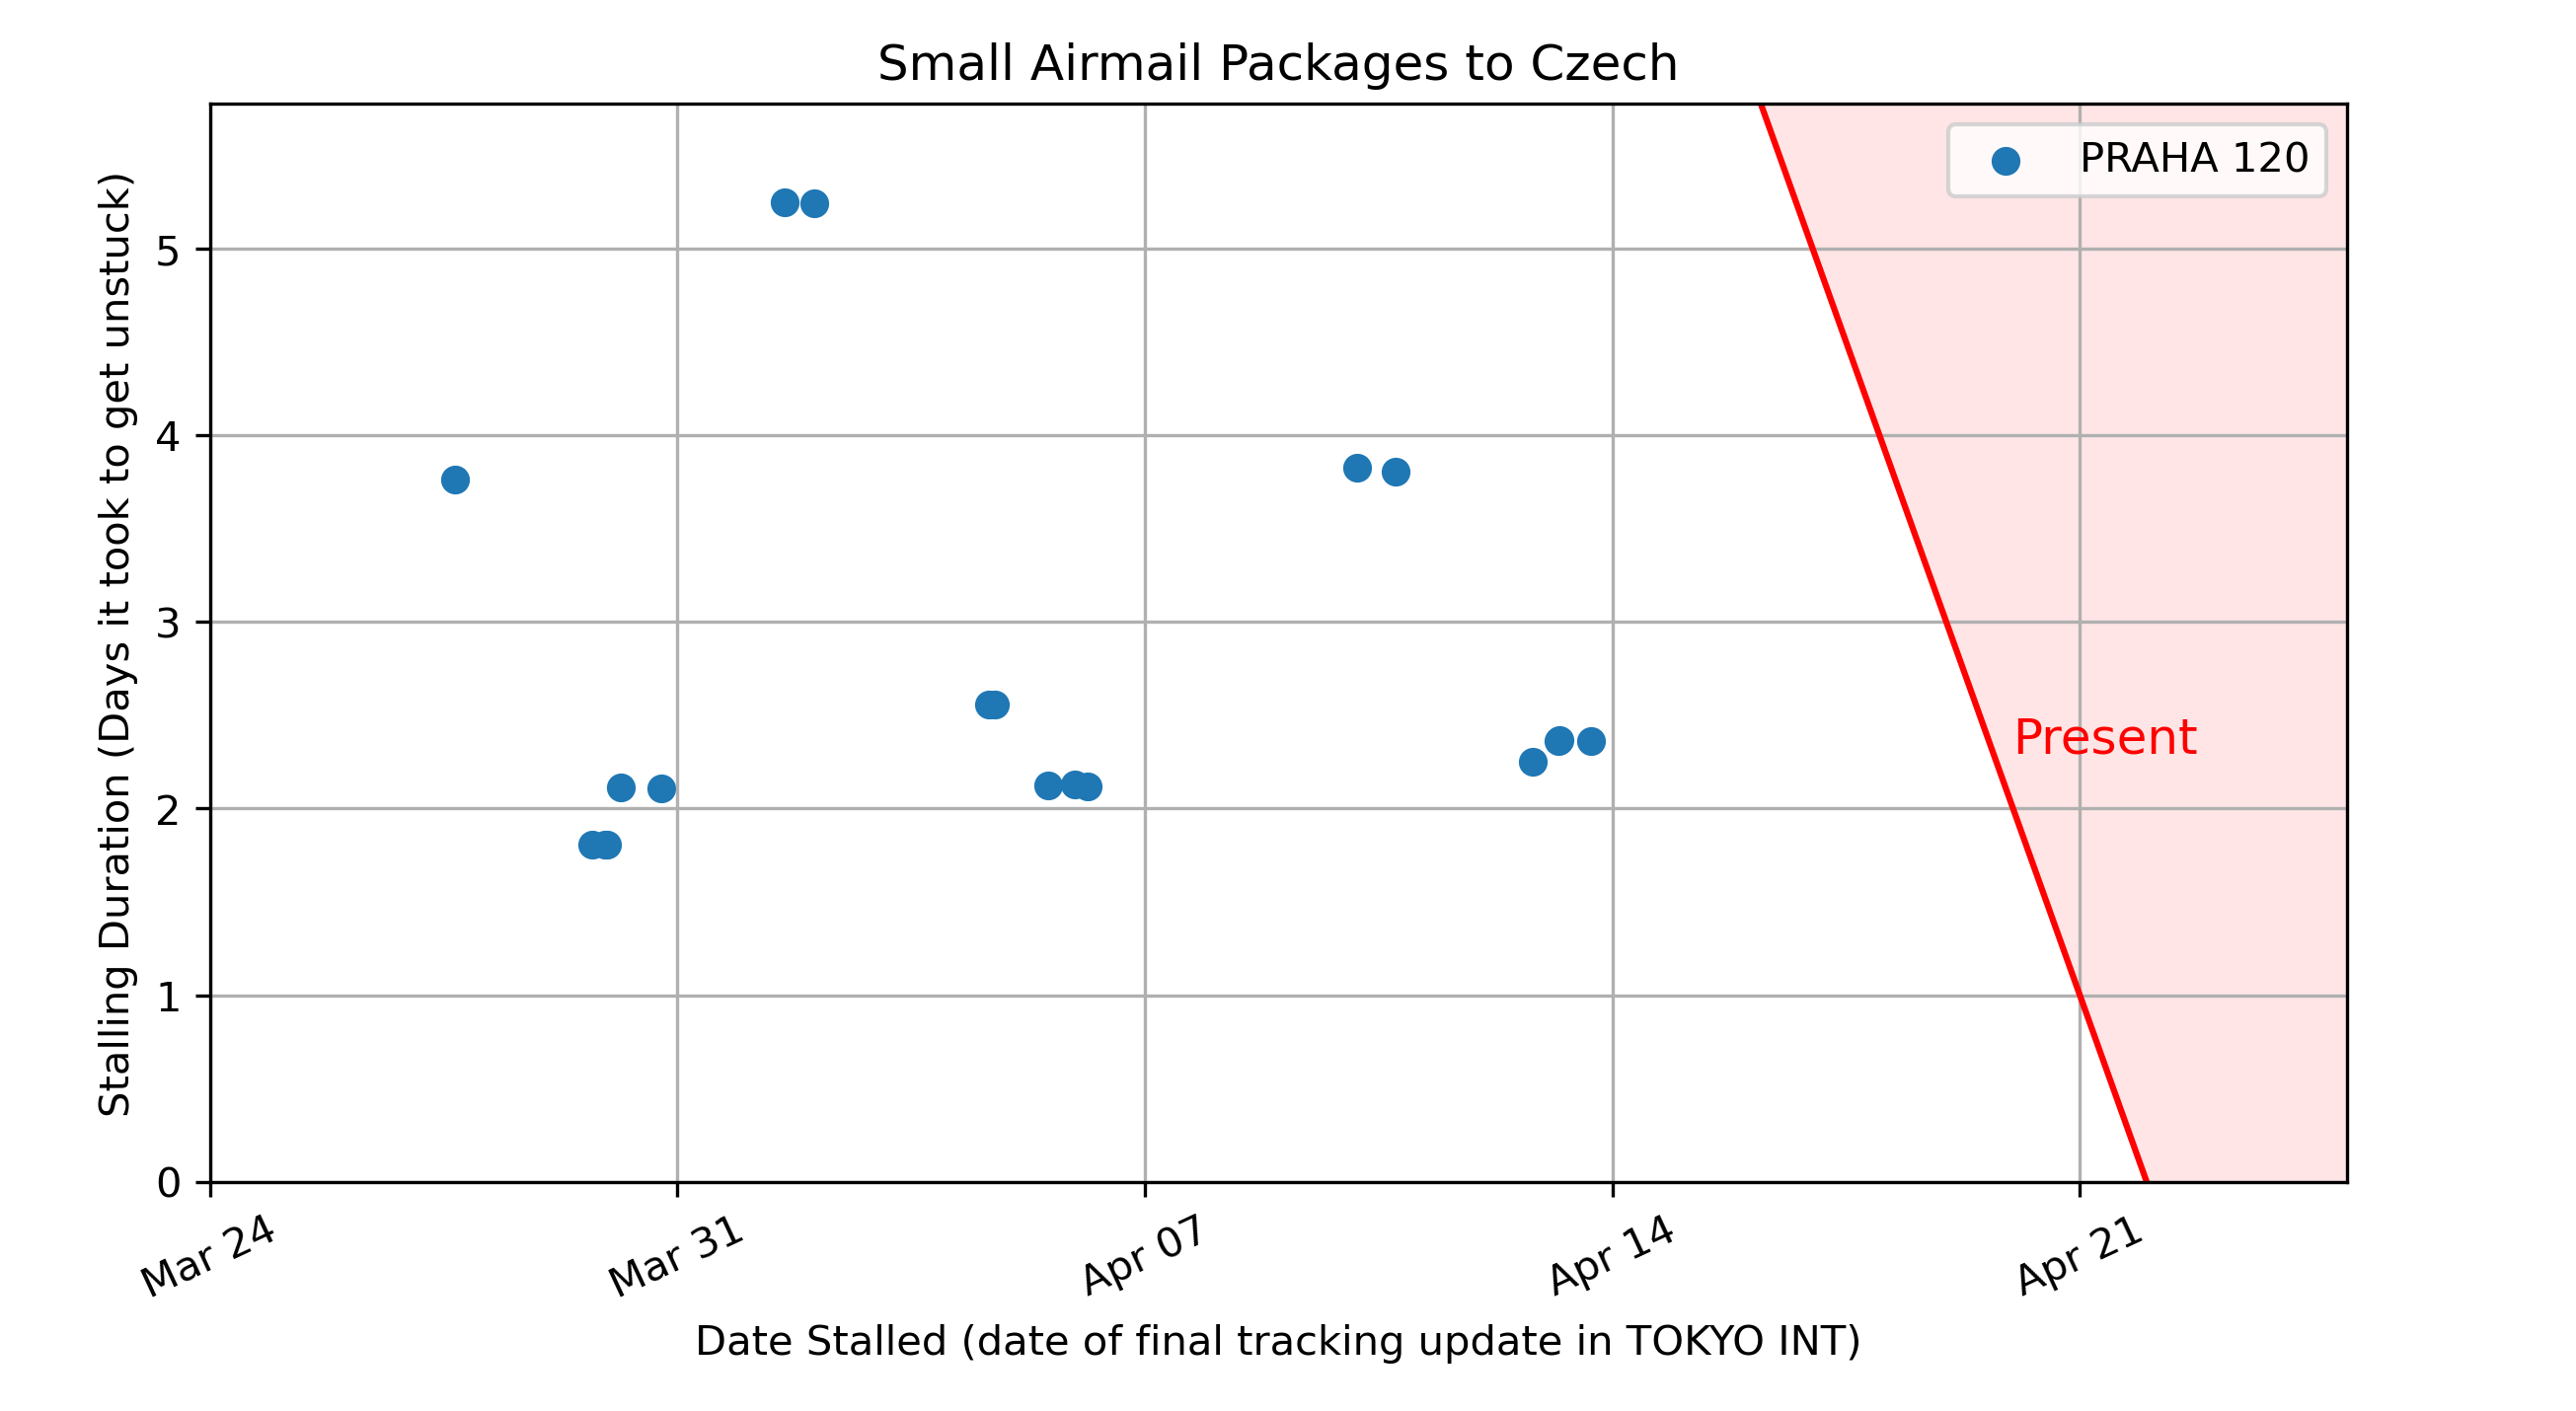 Small Airmail Packages to Czech
PRAHA 120
Stalling Duration (Days it took to get unstuck)
5
4
3
2
1
0
Present
Mar 24
Mar 31
Apr 07
Apr 14
Apr 21
Date Stalled (date of final tracking update in TOKYO INT)